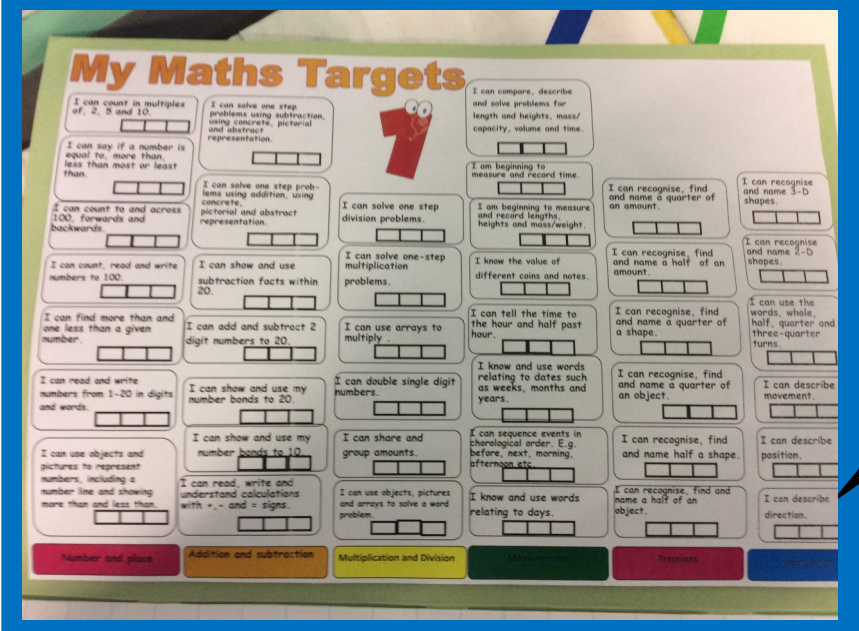 My Maths Targets
1
I can count in multiples
of, 2, 5 and 10.
I can say if a number is
equal to, more than,
less than most or least
than.
I can count to and across
100, forwards and
backwards.
I can count, read and write
numbers to 100.
I can find more than and
one less than a given
number.
I can read and write
numbers from 1-20 in digits
and words.
I can use objects and
pictures to represent
numbers, including a
number line and showing
more than and less than.
Number and place
I can solve one step
problems using subtraction,
using concrete, pictorial
and abstract
representation.
I can solve one step prob-
lems using addition, using
concrete,
pictorial and abstract
representation.
I can show and use
subtraction facts within
20.
I can add and subtract 2
digit numbers to 20.
I can show and use my
number bonds to 20.
I can show and use my
number bonds to 10.
I can read, write and
understand calculations
with +,- and = signs.
Addition and subtraction
I can solve one step
division problems.
I can solve one-step
multiplication
problems.
I can use arrays to
multiply .
I can double single digit
numbers.
I can share and
group amounts.
I can use objects, pictures
and arrays to solve a word
problem.
Multiplication and Division
I can compare, describe
and solve problems for
length and heights, mass/
capacity, volume and time.
I am beginning to
measure and record time.
I am beginning to measure
and record lengths,
heights and mass/weight.
I know the value of
different coins and notes.
I can tell the time to
the hour and half past
hour.
I know and use words
relating to dates such
as weeks, months and
years.
I can sequence events in
chorological order. E.g.
before, next, morning,
afternoon etc.
I know and use words
relating to days.
I can recognise, find
and name a quarter of
an amount.
I can recognise, find
and name a half of an
amount.
I can recognise, find
and name a quarter of
a shape.
I can recognise, find
and name a quarter of
an object.
I can recognise, find
and name half a shape.
I can recognise, find and
name a half of an
object.
Fractions
I can recognise
and name 3-D
shapes.
I can recognise
and name 2-D
shapes.
I can use the
words, whole,
half, quarter and
three-quarter
turns.
I can describe
movement.
I can describe
position.
I can describe
direction.